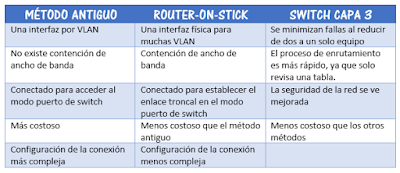 MÉTODO ANTIGUO
ROUTER-ON-STICK
SWITCH CAPA 3
Una interfaz por VLAN
Una interfaz física para
muchas VLAN
Se minimizan fallas al reducir
de dos a un solo equipo
No existe contención de
ancho de banda
Contención de ancho de
banda
El proceso de enrutamiento
es más rápido, ya que solo
revisa una tabla.
Conectado para acceder al
modo puerto de switch
Conectado para establecer el
enlace troncal en el modo
puerto de switch
La seguridad de la red se ve
mejorada
Más costoso
Menos costoso que el método
antiguo
Menos costoso que los otros
métodos
Configuración de la conexión
más compleja
Configuración de la conexión
menos compleja